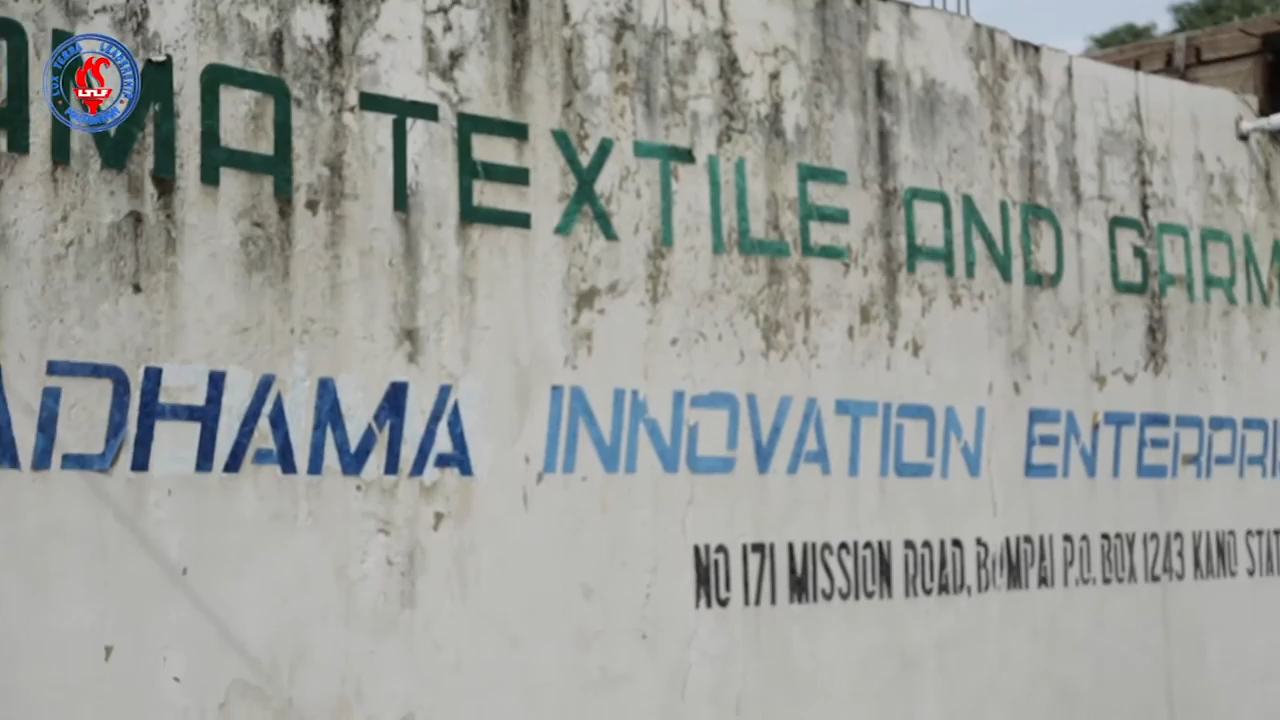 AMA TEXTILE AND GARM
ADHAMA INNOVATION ENTERPRI
NO 171 MISSION ROAD, BOMPAI P.O. BOX 1243 KANO STAT